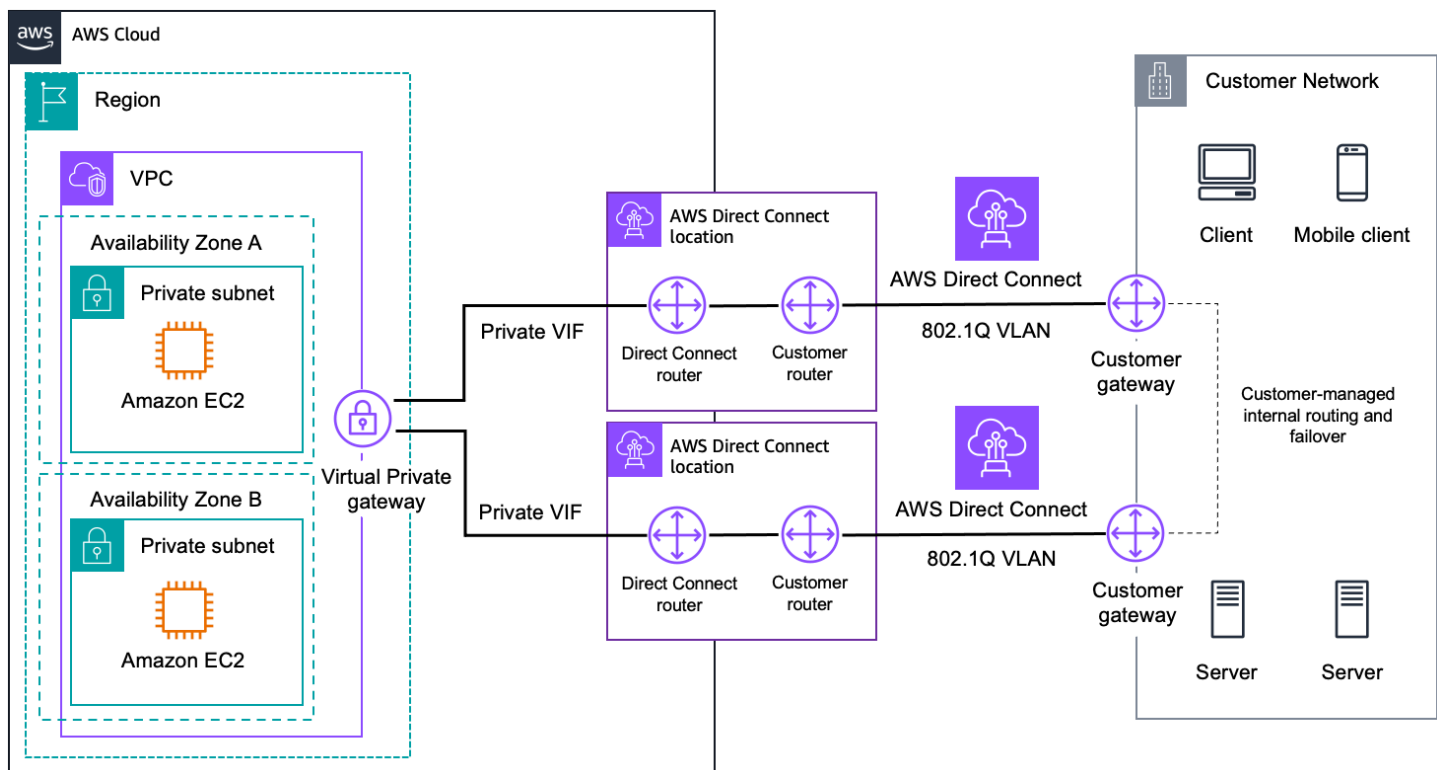 aws
AWS Cloud
Region
VPC
Availability Zone A
Private subnet
Amazon EC2
Availability Zone B
Private subnet
Amazon EC2
Virtual Private
gateway
Private VIF
Private VIF
AWS Direct Connect
location
Direct Connect
router
Customer
router
AWS Direct Connect
location
Direct Connect
router
Customer
router
AWS Direct Connect
802.1Q VLAN
AWS Direct Connect
802.1Q VLAN
Customer
gateway
Customer
gateway
Customer Network
Client
Mobile client
Customer-managed
internal routing and
failover
Server
Server